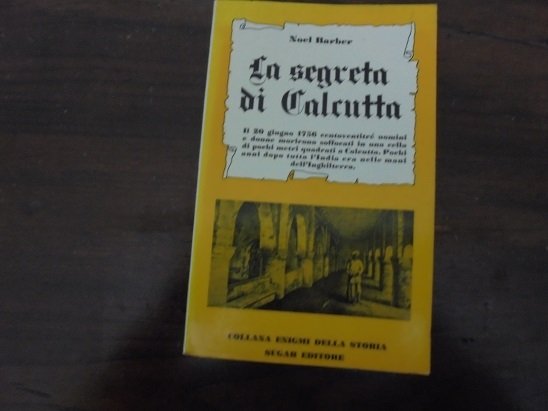 Noel Barber
La segreta
di Calcutta
Il 20 giugno 1756 centoventitré uomini
e donne morirono soffocati in una cella
di pochi metri quadrati a Calcutta. Pochi
anni dopo tutta l'India era nelle mani
dell'Inghilterra.
COLLANA ENIGMI DELLA STORIA
SUGAR EDITORE